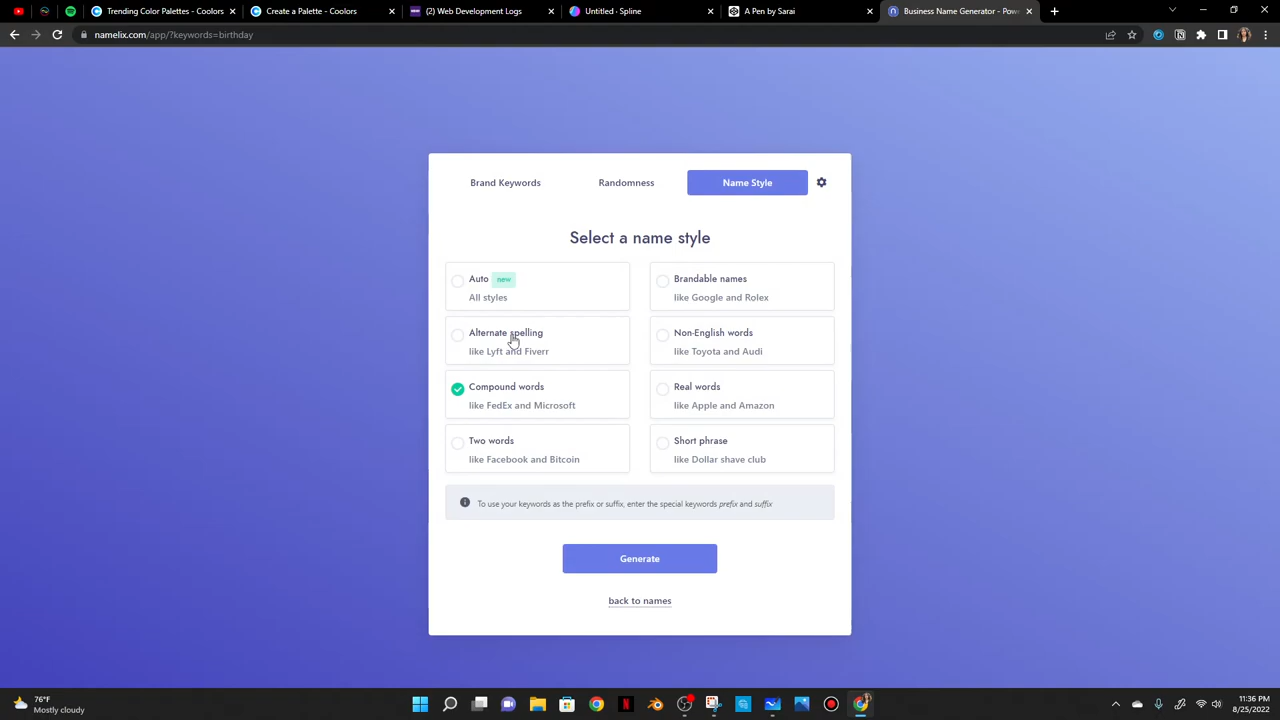 Trending Color Palettes - Coolors
Create a Palette - Coolors
(2) Web Development Logs
Untitled · Spline
A Pen by Sarai
Business Name Generator - Pow
namelix.com/app/?keywords=birthday
Brand Keywords
Randomness
Name Style
Select a name style
Auto new
All styles
Brandable names
like Google and Rolex
Alternate spelling
like Lyft and Fiverr
Non-English words
like Toyota and Audi
Compound words
like FedEx and Microsoft
Real words
like Apple and Amazon
Two words
like Facebook and Bitcoin
Short phrase
like Dollar shave club
To use your keywords as the prefix or suffix, enter the special keywords prefix and suffix
Generate
back to names
76°F
Mostly cloudy
11:36 PM
8/25/2022